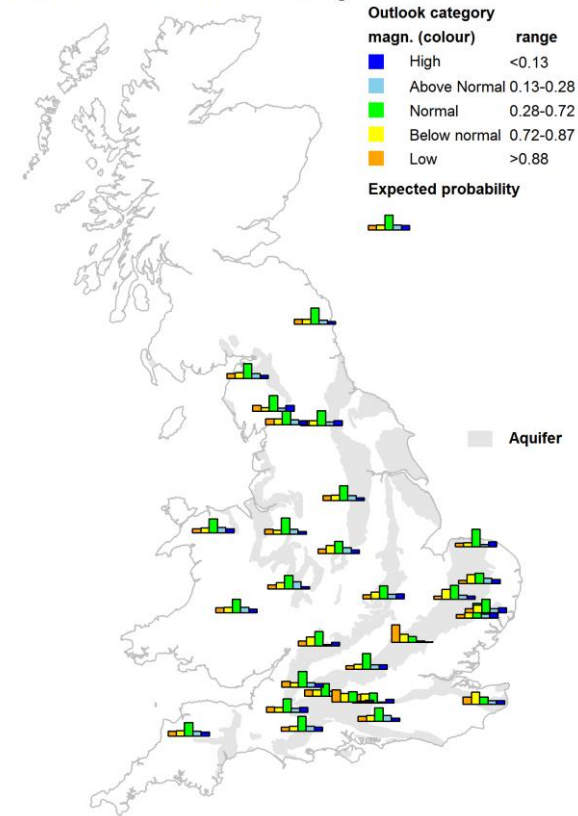 Outlook category
magn. (colour) range
High <0.13
Above Normal 0.13-0.28
Normal 0.28-0.72
Below normal 0.72-0.87
Low >0.88
Expected probability
Aquifer